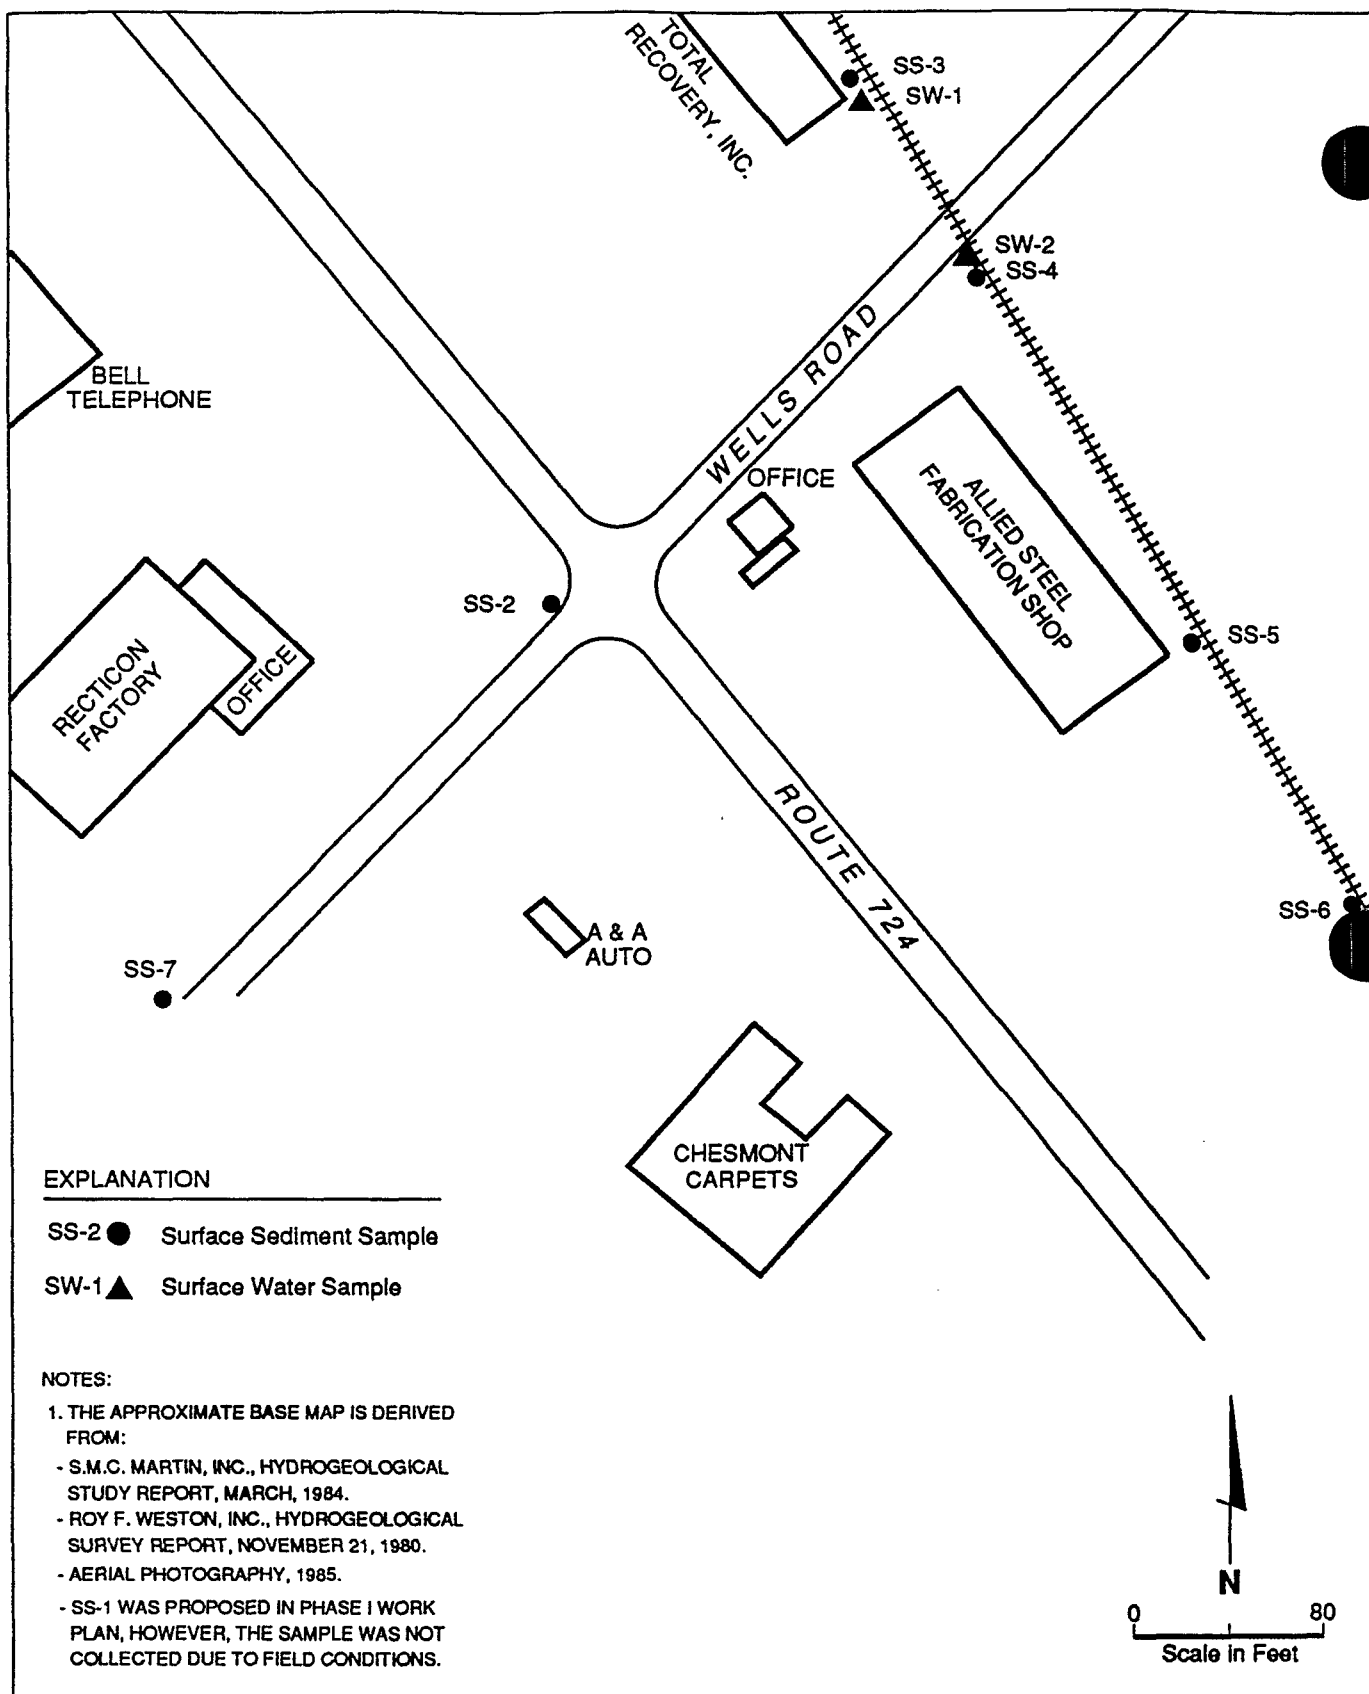 TOTAL
RECOVERY, INC.
SS-3
SW-1
SW-2
SS-4
WELLS ROAD
BELL
TELEPHONE
OFFICE
ALLIED STEEL
FABRICATION SHOP
SS-2
SS-5
RECTICON
FACTORY
OFFICE
ROUTE 724
SS-6
A & A
AUTO
SS-7
CHESMONT
CARPETS
EXPLANATION
SS-2 Surface Sediment Sample
SW-1 Surface Water Sample
NOTES:
1. THE APPROXIMATE BASE MAP IS DERIVED
FROM:
- S.M.C. MARTIN, INC., HYDROGEOLOGICAL
STUDY REPORT, MARCH, 1984.
- ROY F. WESTON, INC., HYDROGEOLOGICAL
SURVEY REPORT, NOVEMBER 21, 1980.
- AERIAL PHOTOGRAPHY, 1985.
- SS-1 WAS PROPOSED IN PHASE I WORK
PLAN, HOWEVER, THE SAMPLE WAS NOT
COLLECTED DUE TO FIELD CONDITIONS.
N
0 80
Scale in Feet